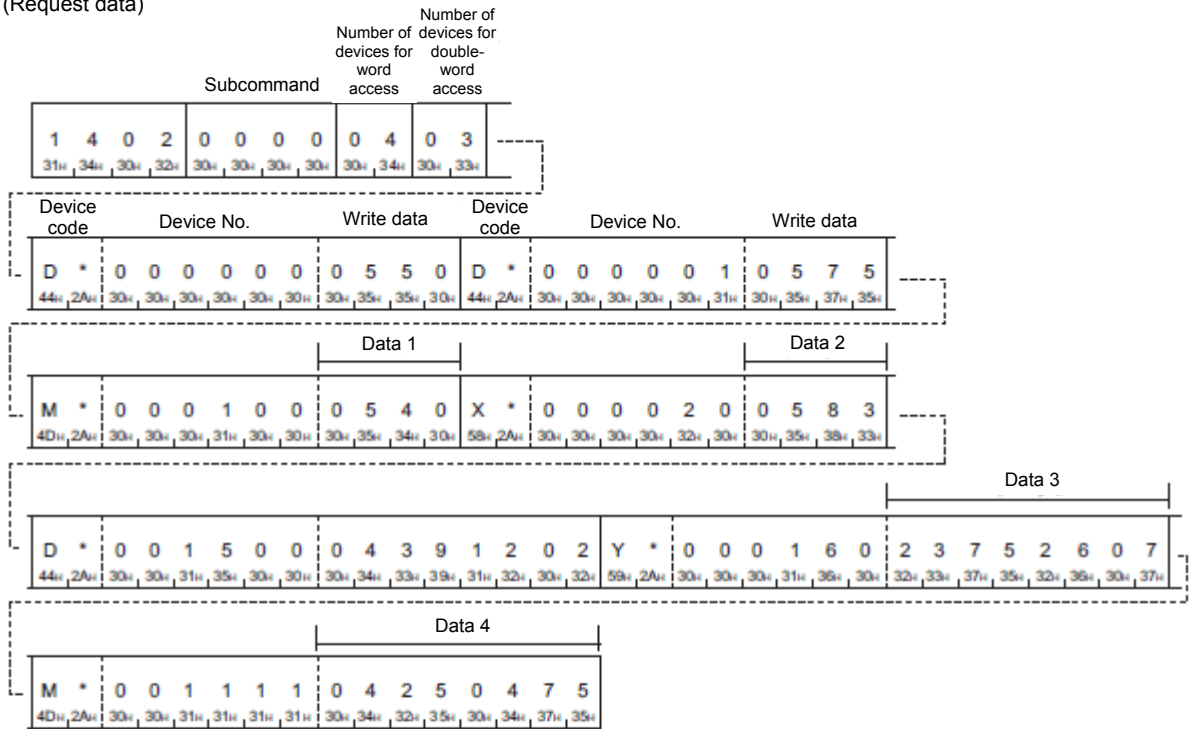 (Request data)
Number of devices for word access
Number of devices for double-word access
Subcommand
1 4 0 2 0 0 0 0 0 4 0 3
31H 34H 30H 32H 30H 30H 30H 30H 30H 34H 30H 33H
Device code Device No. Write data Device code Device No. Write data
D * 0 0 0 0 0 0 0 5 5 0 D * 0 0 0 0 0 1 0 5 7 5
44H 2AH 30H 30H 30H 30H 30H 30H 30H 35H 35H 30H 44H 2AH 30H 30H 30H 30H 30H 31H 30H 35H 37H 35H
Data 1 Data 2
M * 0 0 0 1 0 0 0 5 4 0 X * 0 0 0 0 2 0 0 5 8 3
4DH 2AH 30H 30H 30H 31H 30H 30H 30H 35H 34H 30H 58H 2AH 30H 30H 30H 30H 32H 30H 30H 35H 38H 33H
Data 3
D * 0 0 1 5 0 0 0 4 3 9 1 2 0 2 Y * 0 0 0 1 6 0 2 3 7 5 2 6 0 7
44H 2AH 30H 30H 31H 35H 30H 30H 30H 34H 33H 39H 31H 32H 30H 32H 59H 2AH 30H 30H 30H 31H 36H 30H 32H 33H 37H 35H 32H 36H 30H 37H
Data 4
M * 0 0 1 1 1 1 0 4 2 5 0 4 7 5
4DH 2AH 30H 30H 31H 31H 31H 31H 30H 34H 32H 35H 30H 34H 37H 35H